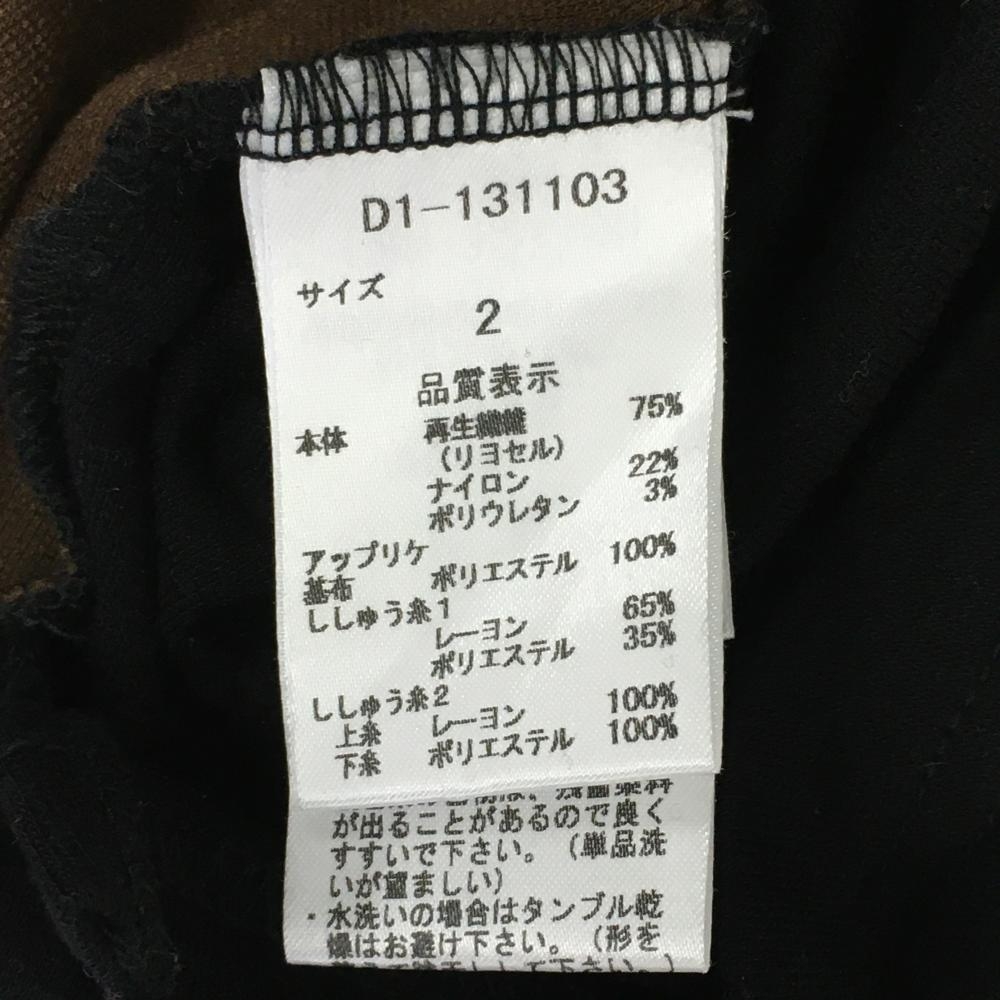 D1-131103
サイズ
2
品質表示
本体 再生繊維 75%
(リヨセル)
ナイロン 22%
ポリウレタン 3%
アップリケ
基布 ポリエステル 100%
ししゅう糸1
レーヨン 65%
ポリエステル 35%
ししゅう糸2
上糸 レーヨン 100%
下糸 ポリエステル 100%
が出ることがあるので良く
すすいで下さい。(単品洗
いが望ましい)
・水洗いの場合はタンブル乾
燥はお避け下さい。(形を
して下さい。)